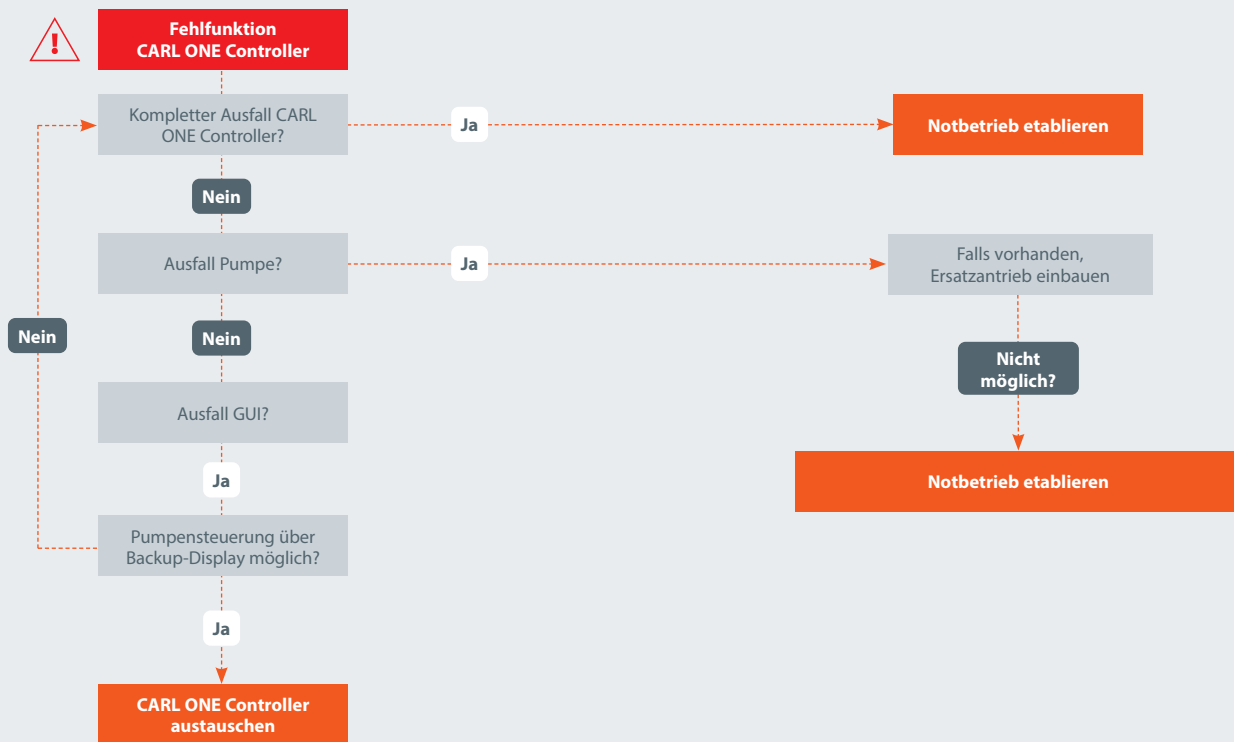 !
Fehlfunktion
CARL ONE Controller
Kompletter Ausfall CARL
ONE Controller?
Ja
Notbetrieb etablieren
Nein
Ausfall Pumpe?
Ja
Falls vorhanden,
Ersatzantrieb einbauen
Nein
Nein
Nicht
möglich?
Ausfall GUI?
Ja
Notbetrieb etablieren
Pumpensteuerung über
Backup-Display möglich?
Ja
CARL ONE Controller
austauschen